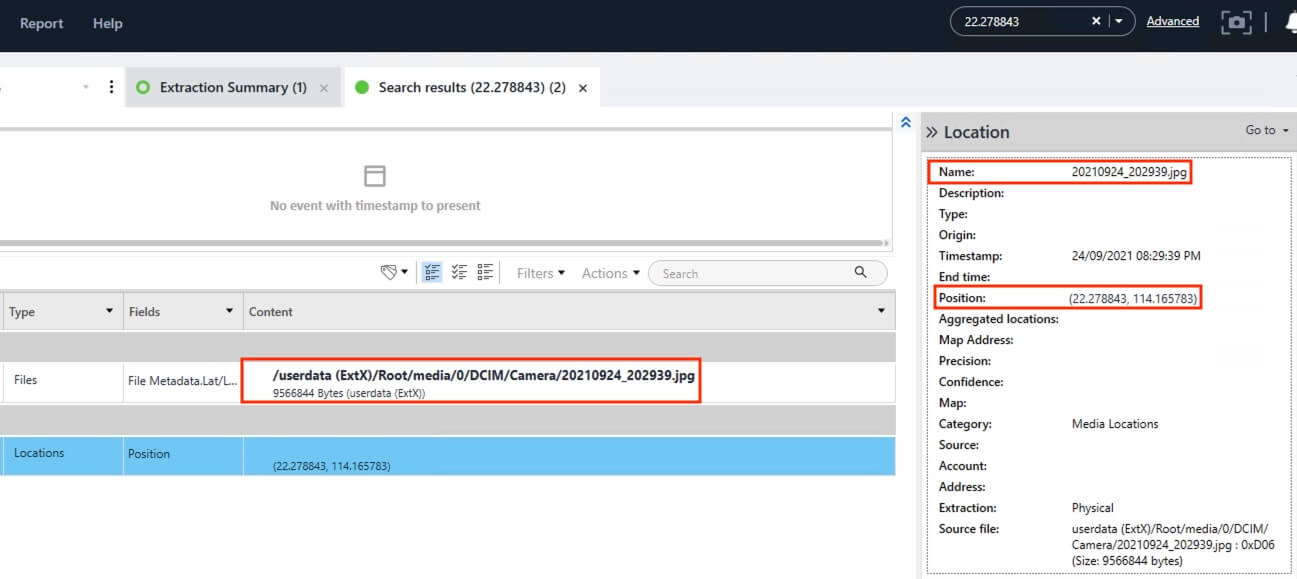 Report Help
22.278843
Advanced
Extraction Summary (1)
Search results (22.278843) (2)
No event with timestamp to present
Filters
Actions
Search
Type
Fields
Content
Files
File Metadata.Lat/L...
/userdata (ExtX)/Root/media/0/DCIM/Camera/20210924_202939.jpg
9566844 Bytes (userdata (ExtX))
Locations
Position
(22.278843, 114.165783)
Location
Go to
Name: 20210924_202939.jpg
Description:
Type:
Origin:
Timestamp: 24/09/2021 08:29:39 PM
End time:
Position: (22.278843, 114.165783)
Aggregated locations:
Map Address:
Precision:
Confidence:
Map:
Category: Media Locations
Source:
Account:
Address:
Extraction: Physical
Source file: userdata (ExtX)/Root/media/0/DCIM/
Camera/20210924_202939.jpg : 0xD06
(Size: 9566844 bytes)